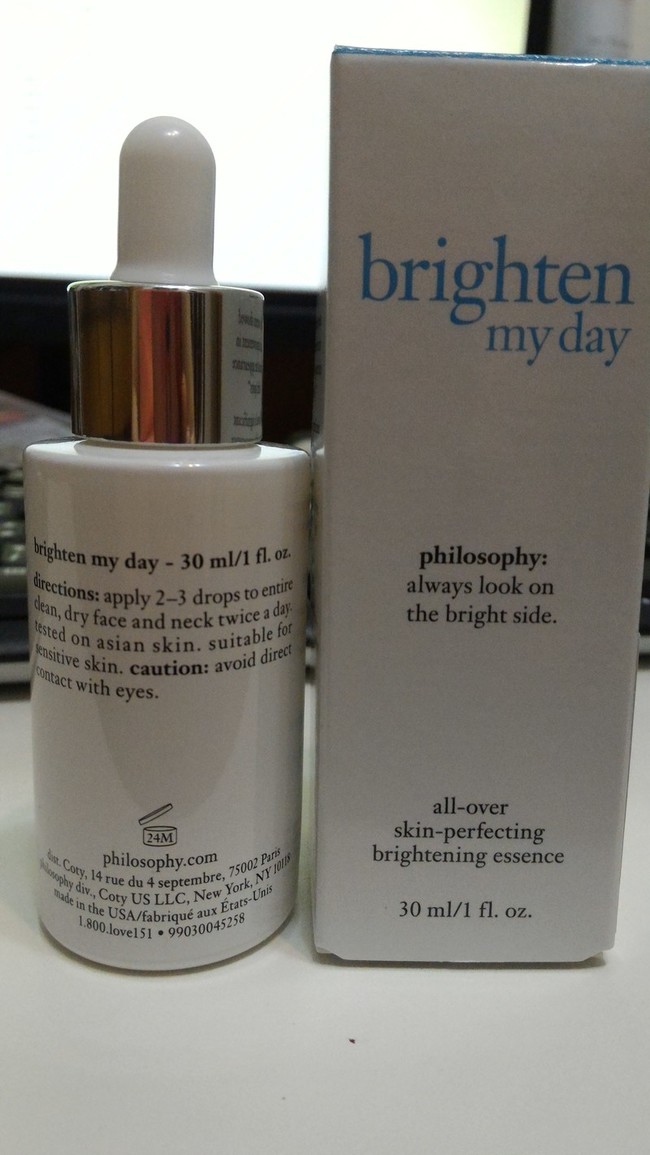 brighten my day – 30 ml/1 fl. oz.
directions: apply 2–3 drops to entire
clean, dry face and neck twice a day.
tested on asian skin. suitable for
sensitive skin. caution: avoid direct
contact with eyes.
24M
philosophy.com
dist. Coty, 14 rue du 4 septembre, 75002 Paris
philosophy div., Coty US LLC, New York, NY 10118
made in the USA/fabriqué aux États-Unis
1.800.love151 • 99030045258
brighten
my day
philosophy:
always look on
the bright side.
all-over
skin-perfecting
brightening essence
30 ml/1 fl. oz.